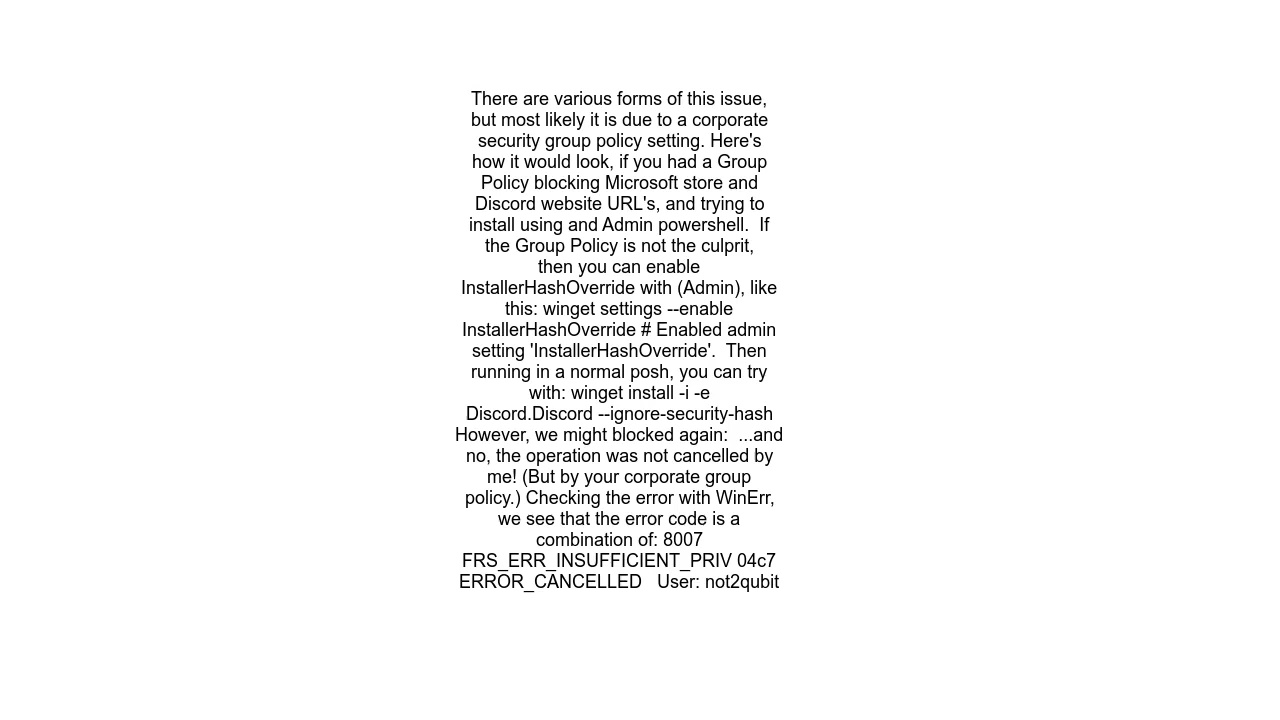 There are various forms of this issue,
but most likely it is due to a corporate
security group policy setting. Here's
how it would look, if you had a Group
Policy blocking Microsoft store and
Discord website URL's, and trying to
install using and Admin powershell.  If
the Group Policy is not the culprit,
then you can enable
InstallerHashOverride with (Admin), like
this: winget settings --enable
InstallerHashOverride # Enabled admin
setting 'InstallerHashOverride'.  Then
running in a normal posh, you can try
with: winget install -i -e
Discord.Discord --ignore-security-hash
However, we might blocked again:  ...and
no, the operation was not cancelled by
me! (But by your corporate group
policy.) Checking the error with WinErr,
we see that the error code is a
combination of: 8007
FRS_ERR_INSUFFICIENT_PRIV 04c7
ERROR_CANCELLED   User: not2qubit